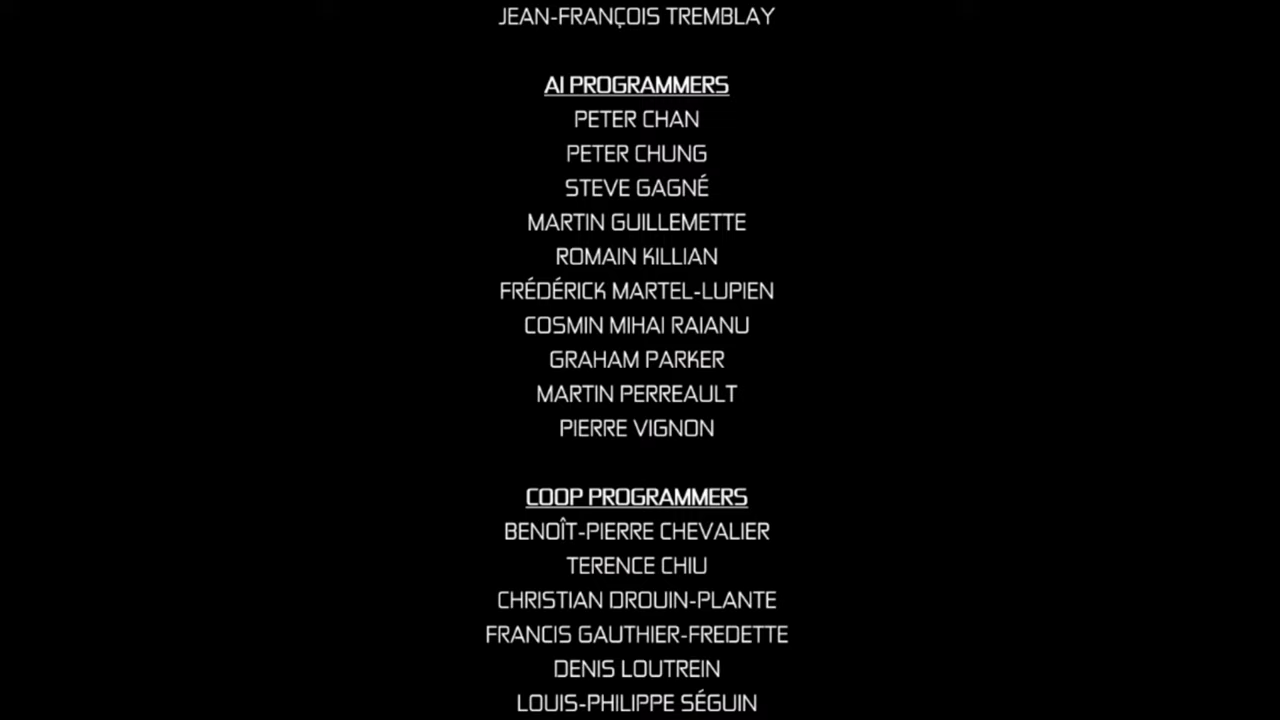 JEAN-FRANÇOIS TREMBLAY
AI PROGRAMMERS
PETER CHAN
PETER CHUNG
STEVE GAGNÉ
MARTIN GUILLEMETTE
ROMAIN KILLIAN
FRÉDÉRICK MARTEL-LUPIEN
COSMIN MIHAI RAIANU
GRAHAM PARKER
MARTIN PERREAULT
PIERRE VIGNON
COOP PROGRAMMERS
BENOÎT-PIERRE CHEVALIER
TERENCE CHIU
CHRISTIAN DROUIN-PLANTE
FRANCIS GAUTHIER-FREDETTE
DENIS LOUTREIN
LOUIS-PHILIPPE SÉGUIN